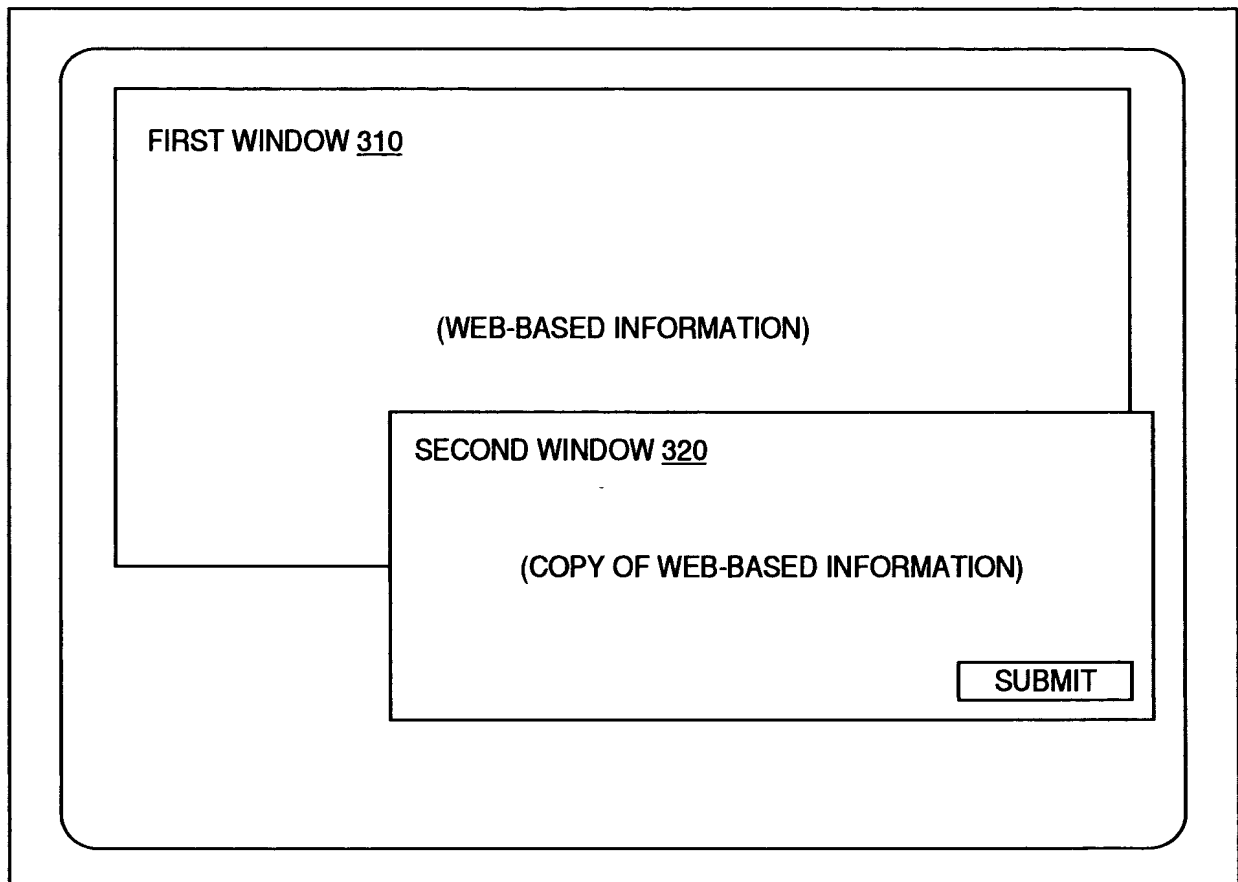 FIRST WINDOW 310
(WEB-BASED INFORMATION)
SECOND WINDOW 320
(COPY OF WEB-BASED INFORMATION)
SUBMIT